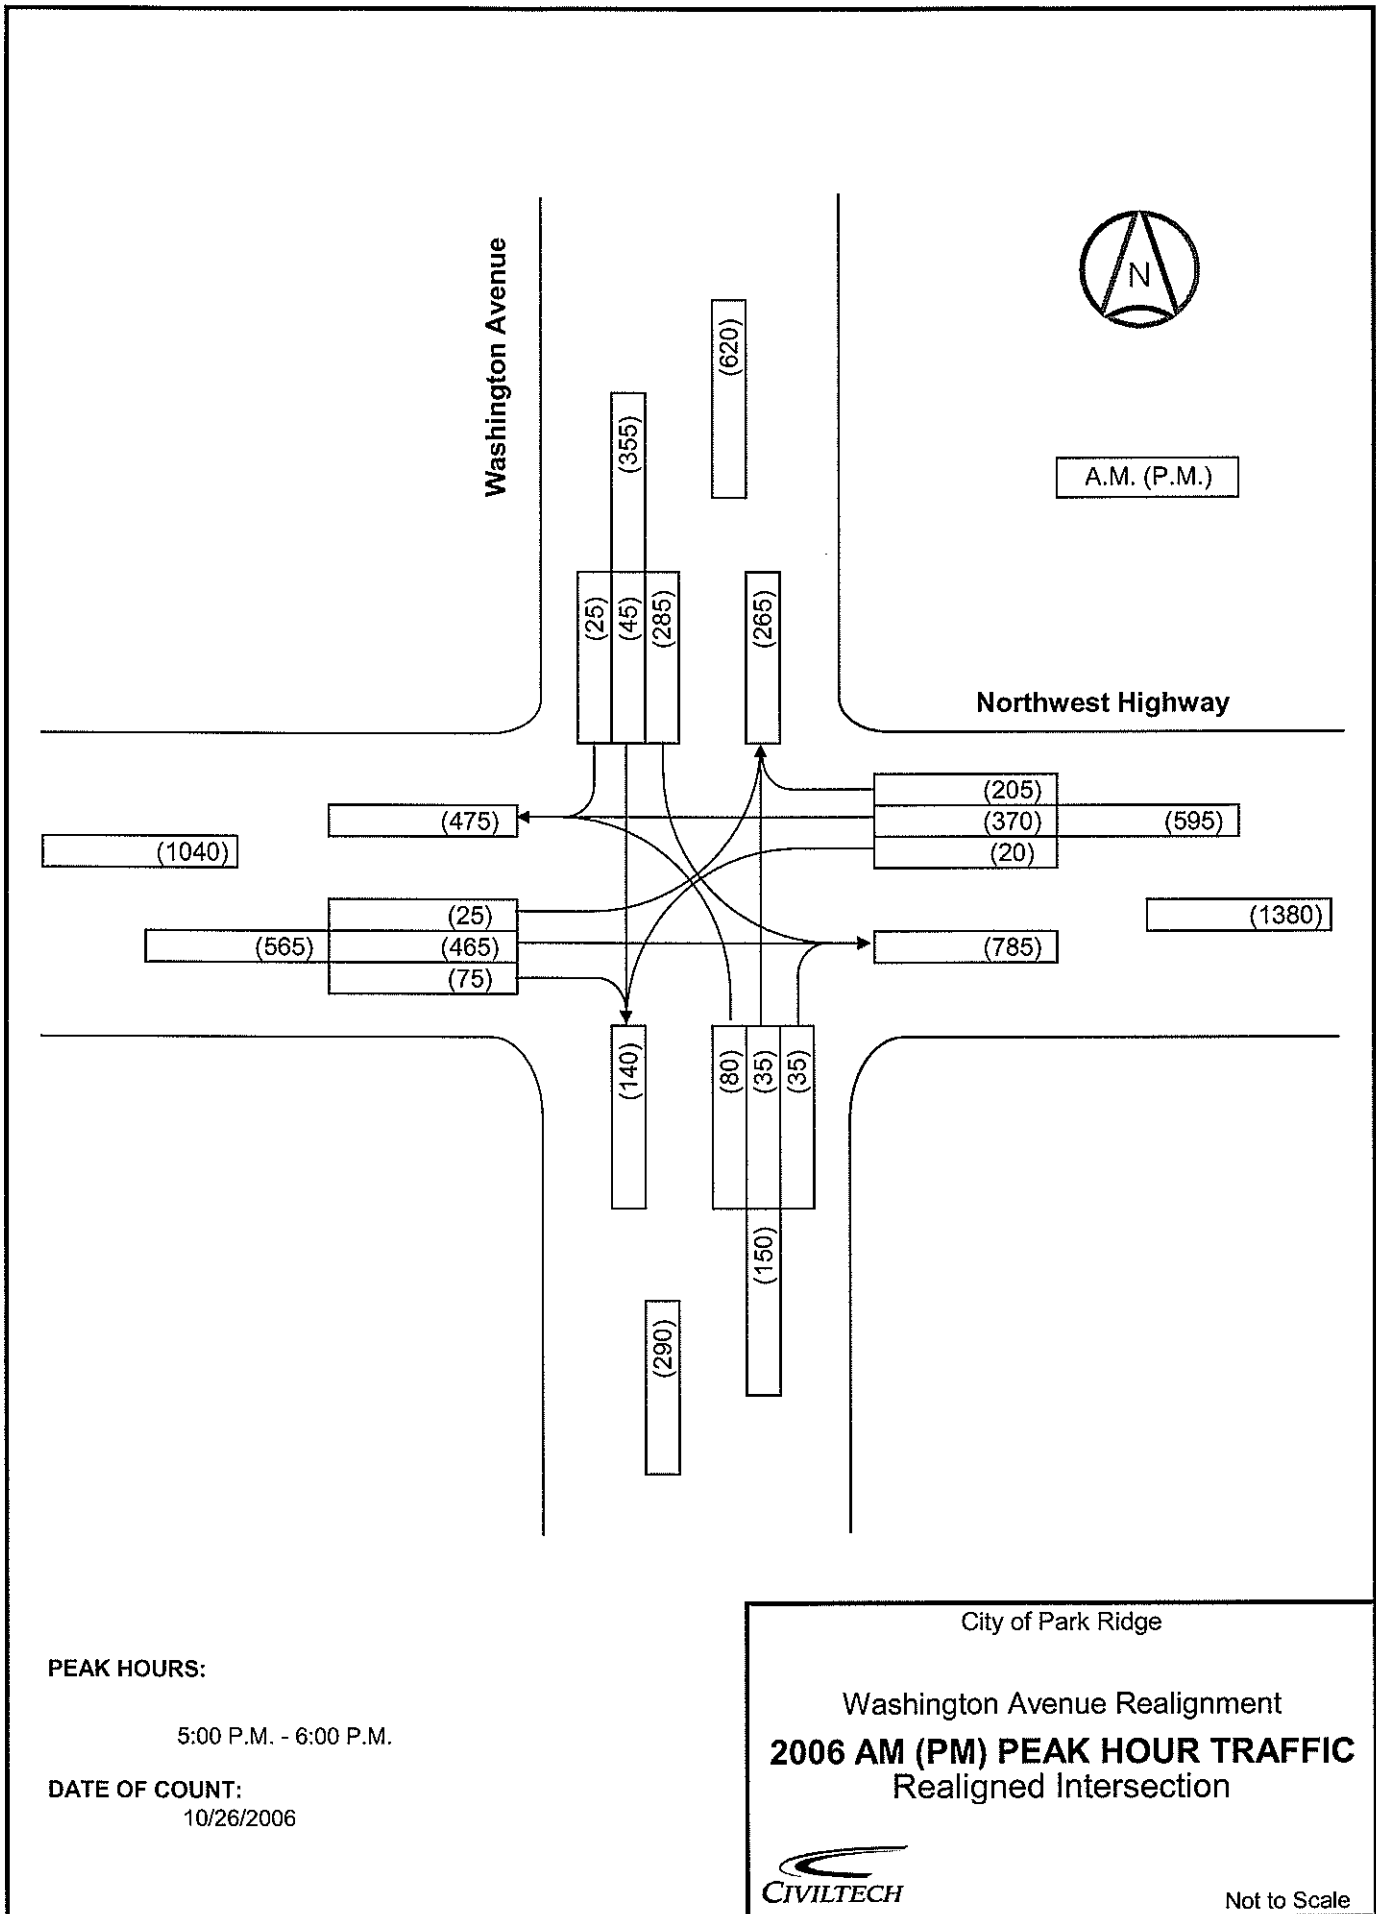 Washington Avenue
N
(620)
(355)
A.M. (P.M.)
(25)
(45)
(285)
(265)
Northwest Highway
(205)
(475)
(370)
(595)
(1040)
(20)
(25)
(1380)
(565)
(465)
(785)
(75)
(140)
(80)
(35)
(35)
(150)
(290)
City of Park Ridge
PEAK HOURS:
Washington Avenue Realignment
5:00 P.M. - 6:00 P.M.
2006 AM (PM) PEAK HOUR TRAFFIC
Realigned Intersection
DATE OF COUNT:
10/26/2006
CIVILTECH
Not to Scale